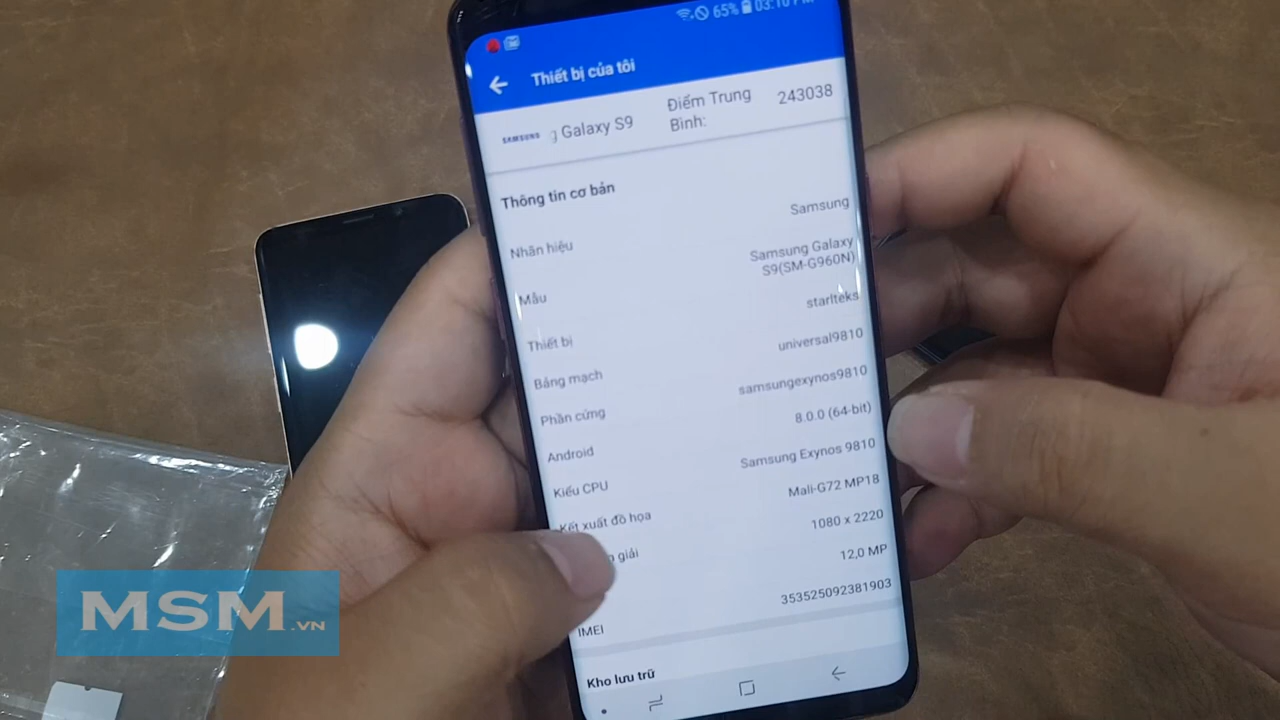 65% 03:10 PM
Thiết bị của tôi
SAMSUNG g Galaxy S9
Điểm Trung Bình: 243038
Thông tin cơ bản
Nhãn hiệu Samsung
Mẫu Samsung Galaxy S9(SM-G960N)
Thiết bị starlteks
Bảng mạch universal9810
Phần cứng samsungexynos9810
Android 8.0.0 (64-bit)
Kiểu CPU Samsung Exynos 9810
Kết xuất đồ họa Mali-G72 MP18
giải 1080 x 2220
12,0 MP
IMEI 353525092381903
Kho lưu trữ
MSM.VN